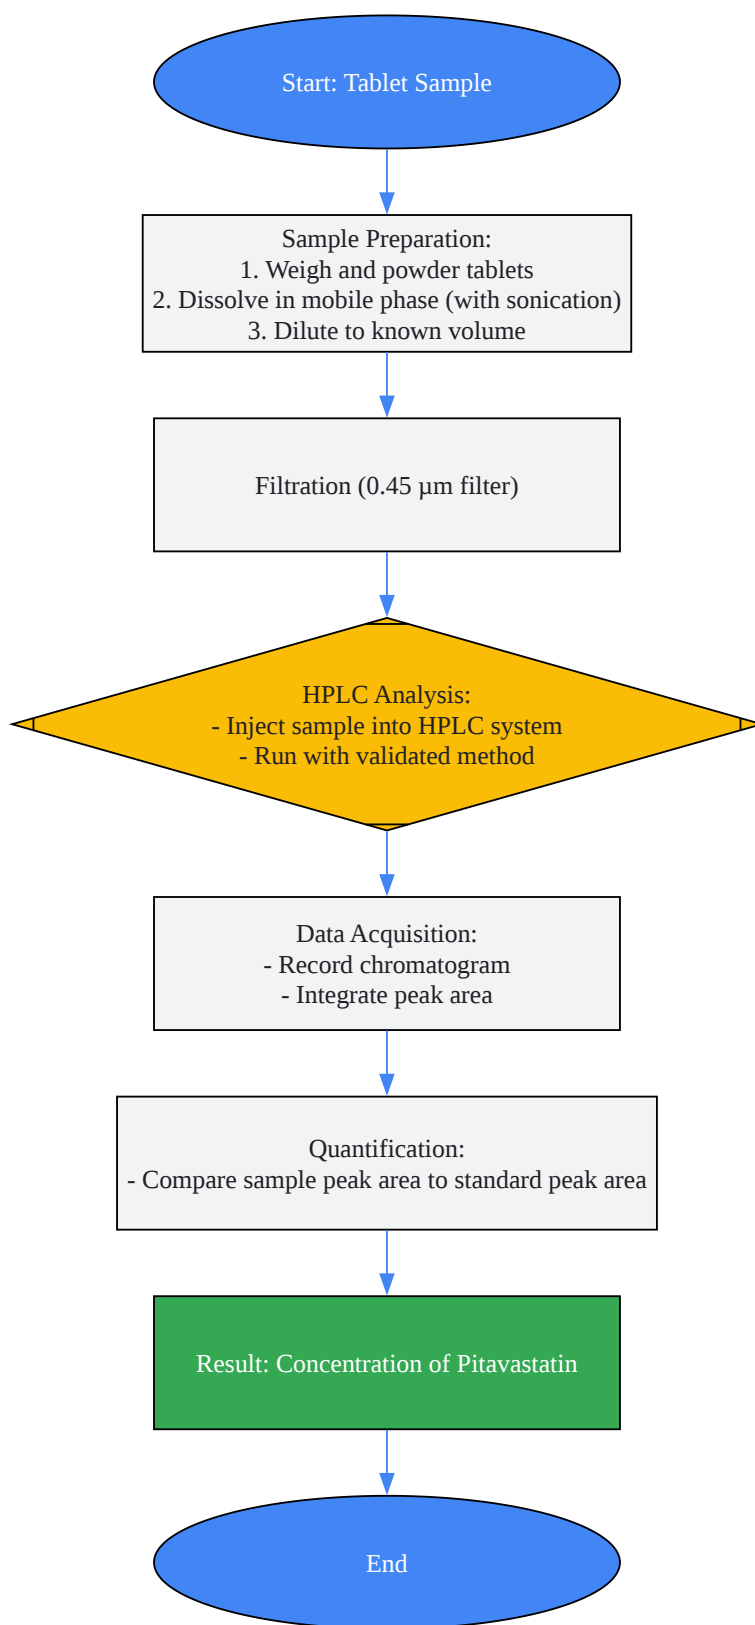 Start: Tablet Sample
Sample Preparation:
1. Weigh and powder tablets
2. Dissolve in mobile phase (with sonication)
3. Dilute to known volume
Filtration (0.45 µm filter)
HPLC Analysis:
- Inject sample into HPLC system
- Run with validated method
Data Acquisition:
- Record chromatogram
- Integrate peak area
Quantification:
- Compare sample peak area to standard peak area
Result: Concentration of Pitavastatin
End